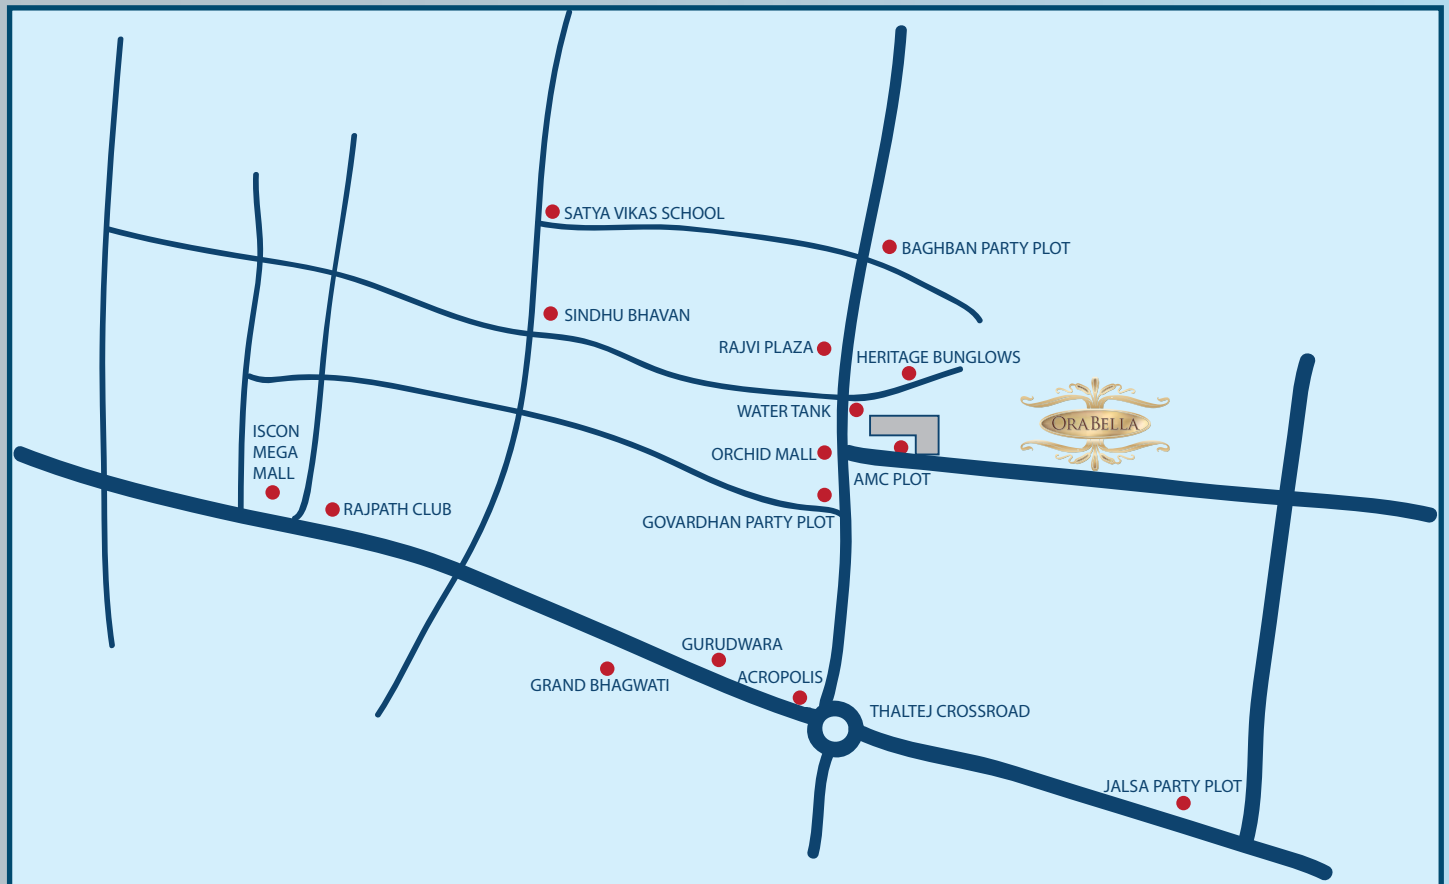 SATYA VIKAS SCHOOL
BAGHBAN PARTY PLOT
SINDHU BHAVAN
RAJVI PLAZA
HERITAGE BUNGLOWS
WATER TANK
ORABELLA
ISCON
MEGA
MALL
ORCHID MALL
AMC PLOT
RAJPATH CLUB
GOVARDHAN PARTY PLOT
GURUDWARA
ACROPOLIS
GRAND BHAGWATI
THALTEJ CROSSROAD
JALSA PARTY PLOT